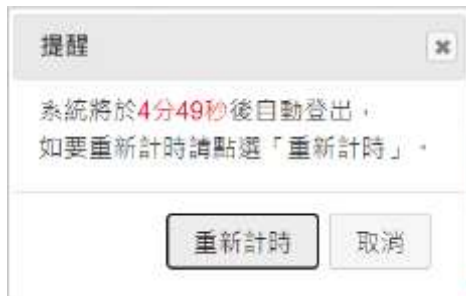 提醒
系統將於4分49秒後自動登出，
如要重新計時請點選「重新計時」。
重新計時
取消